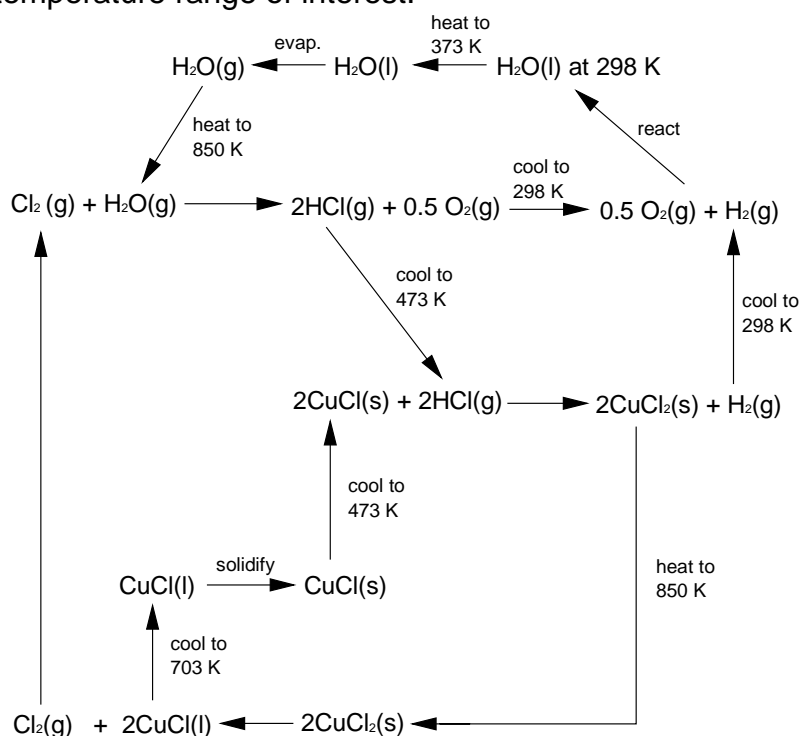 temperature range of interest.
heat to
373 K
evap.
H₂O(g)
H₂O(l)
H₂O(l) at 298 K
heat to
850 K
react
Cl₂ (g) + H₂O(g)
2HCl(g) + 0.5 O₂(g)
cool to
298 K
0.5 O₂(g) + H₂(g)
cool to
473 K
cool to
298 K
2CuCl(s) + 2HCl(g)
2CuCl₂(s) + H₂(g)
cool to
473 K
CuCl(l)
solidify
CuCl(s)
heat to
850 K
cool to
703 K
Cl₂(g) + 2CuCl(l)
2CuCl₂(s)